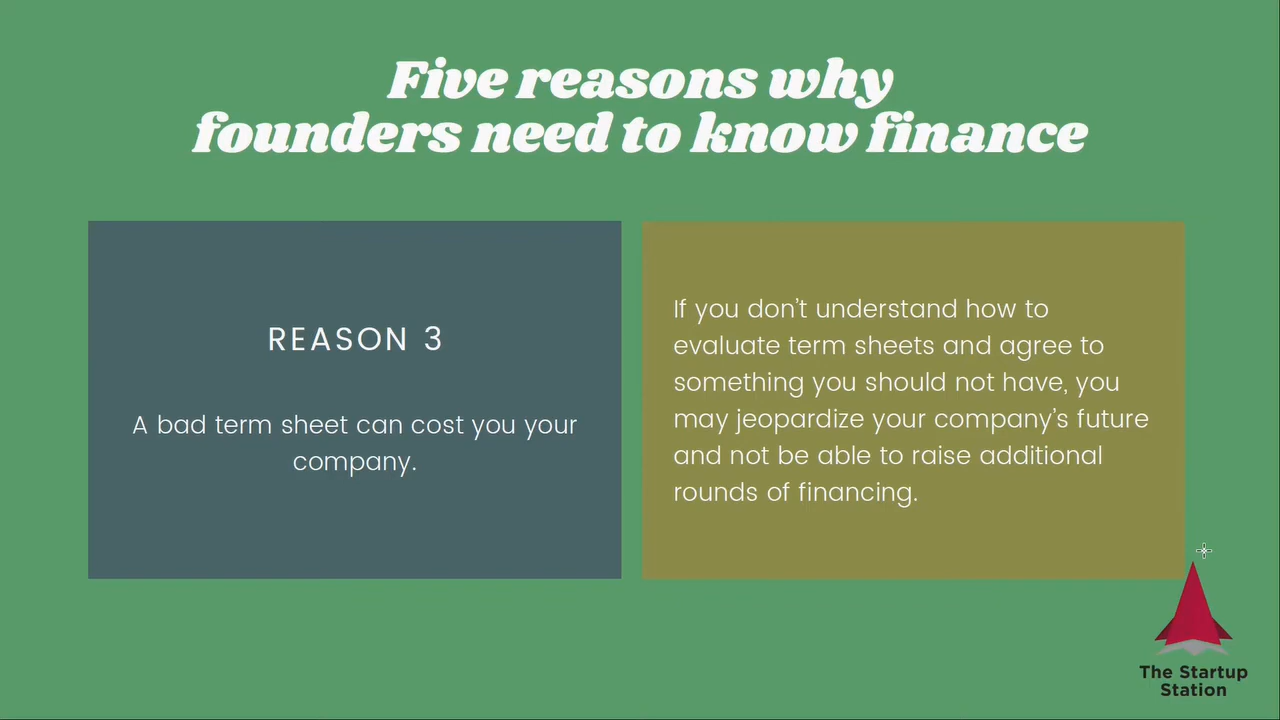 Five reasons why
founders need to know finance
REASON 3
A bad term sheet can cost you your
company.
If you don't understand how to
evaluate term sheets and agree to
something you should not have, you
may jeopardize your company's future
and not be able to raise additional
rounds of financing.
The Startup
Station